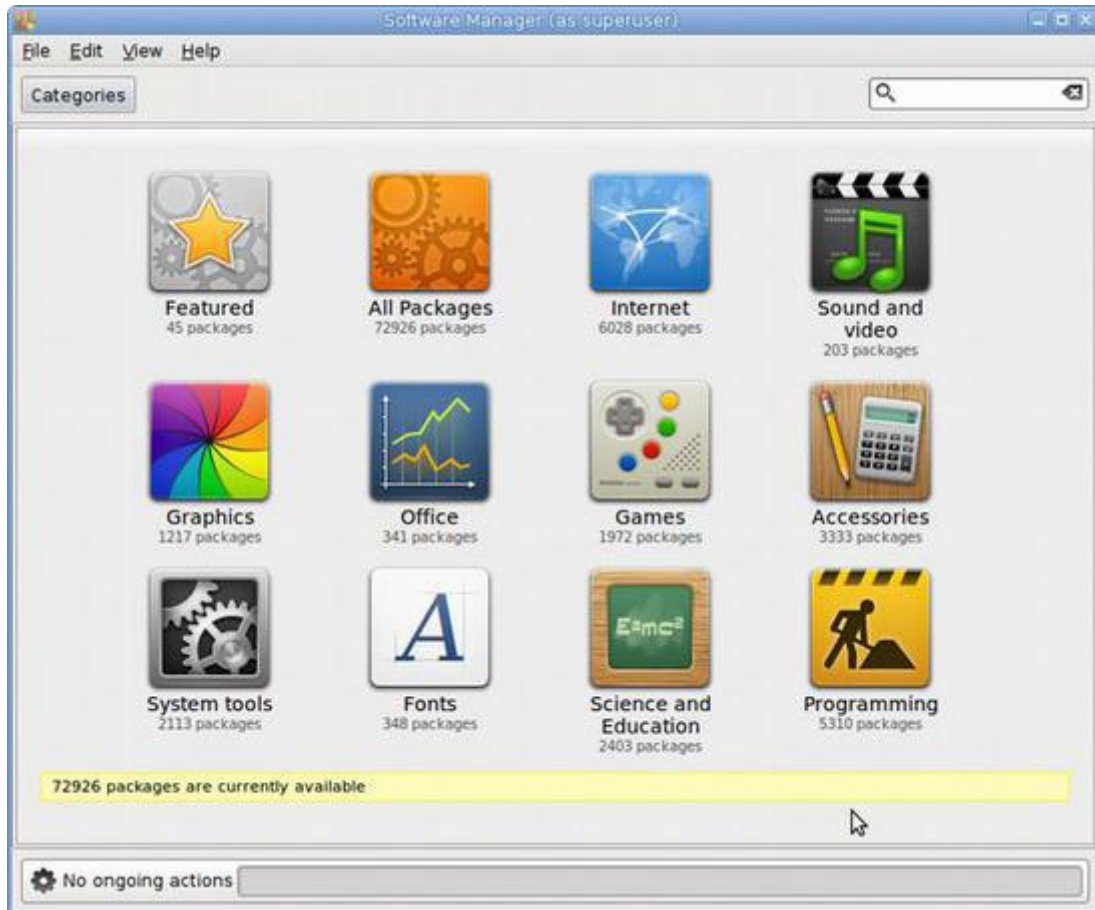 Software Manager (as superuser)
File Edit View Help
Categories
Featured
45 packages
All Packages
72926 packages
Internet
6028 packages
Sound and
video
203 packages
Graphics
1217 packages
Office
341 packages
Games
1972 packages
Accessories
3333 packages
System tools
2113 packages
Fonts
348 packages
Science and
Education
2403 packages
Programming
5310 packages
A
E=mc²
72926 packages are currently available
No ongoing actions